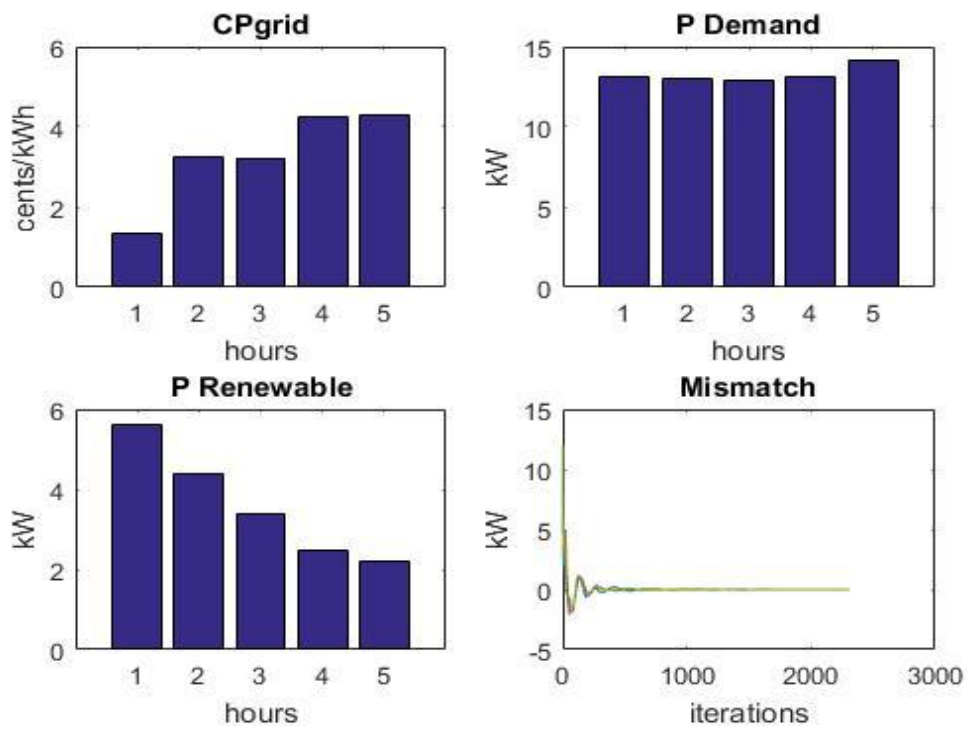 CPgrid
6
4
2
0
cents/kWh
1 2 3 4 5
hours
P Demand
15
10
5
0
kW
1 2 3 4 5
hours
P Renewable
6
4
2
0
kW
1 2 3 4 5
hours
Mismatch
15
10
5
0
-5
kW
0 1000 2000 3000
iterations